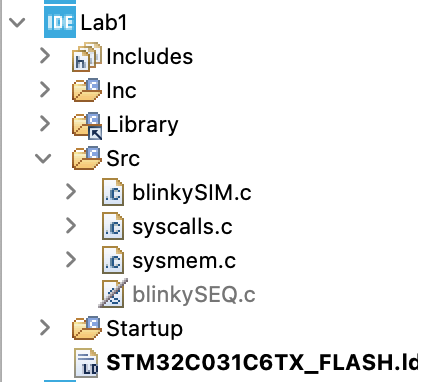 IDE Lab1
Includes
Inc
Library
Src
blinkySIM.c
syscalls.c
sysmem.c
blinkySEQ.c
Startup
STM32C031C6TX_FLASH.ld